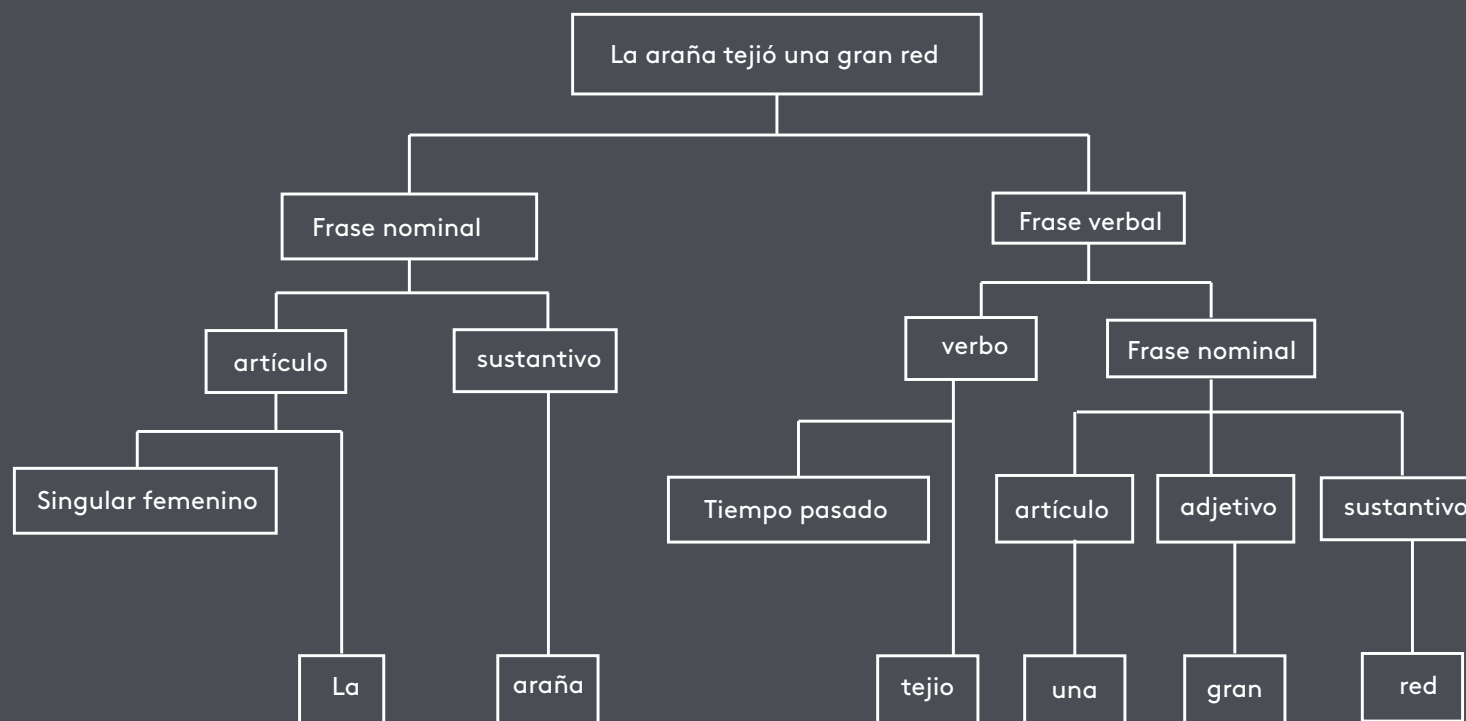 La araña tejió una gran red
Frase nominal
Frase verbal
verbo
Frase nominal
artículo
sustantivo
Singular femenino
Tiempo pasado
artículo
adjetivo
sustantivo
La
araña
tejio
una
gran
red